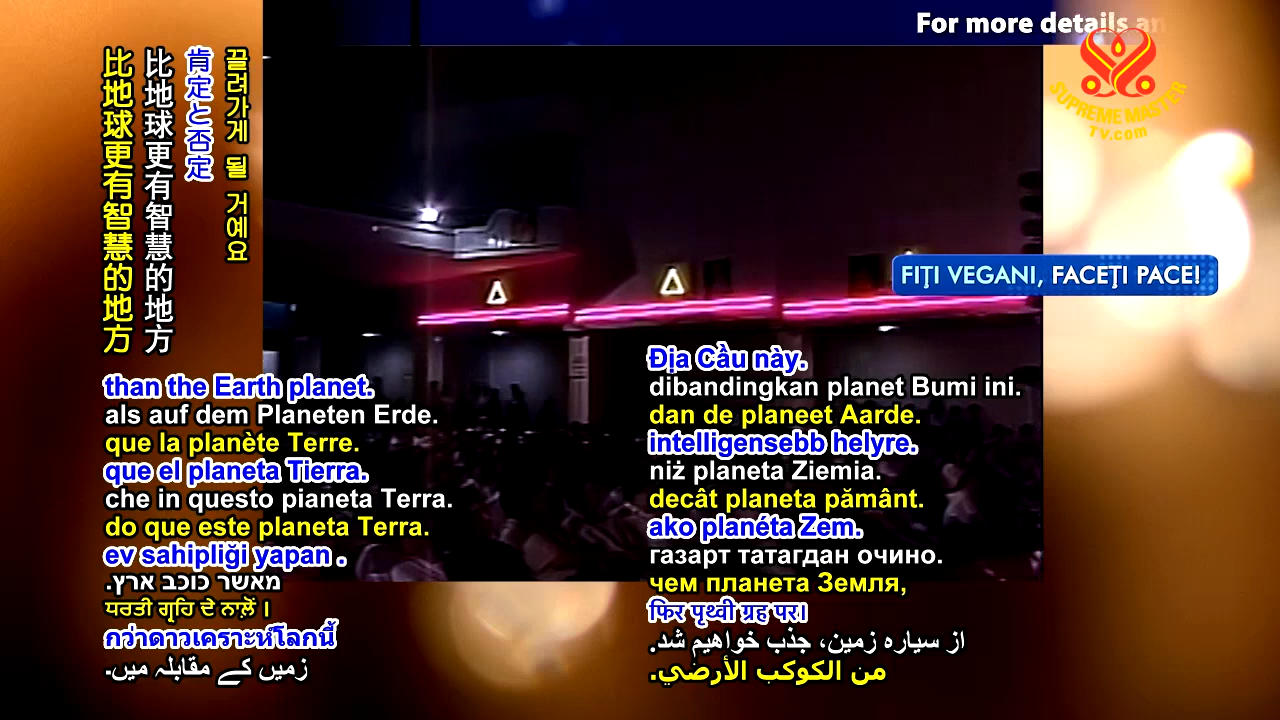 For more details an
SUPREME MASTER
TV.com
끌려가게 될 거예요
肯定と否定
比地球更有智慧的地方
比地球更有智慧的地方
FIŢI VEGANI, FACEŢI PACE!
than the Earth planet.
als auf dem Planeten Erde.
que la planète Terre.
que el planeta Tierra.
che in questo pianeta Terra.
do que este planeta Terra.
ev sahipliği yapan .
מאשר כוכב ארץ.
ਧਰਤੀ ਗ੍ਰਹਿ ਦੇ ਨਾਲੋਂ ।
กว่าดาวเคราะห์โลกนี้
زمیں کے مقابلہ میں.
Địa Cầu này.
dibandingkan planet Bumi ini.
dan de planeet Aarde.
intelligensebb helyre.
niż planeta Ziemia.
decât planeta pământ.
ako planéta Zem.
газарт татагдан очино.
чем планета Земля,
फिर पृथ्वी ग्रह पर।
از سیاره زمین، جذب خواهیم شد.
من الكوكب الأرضي.